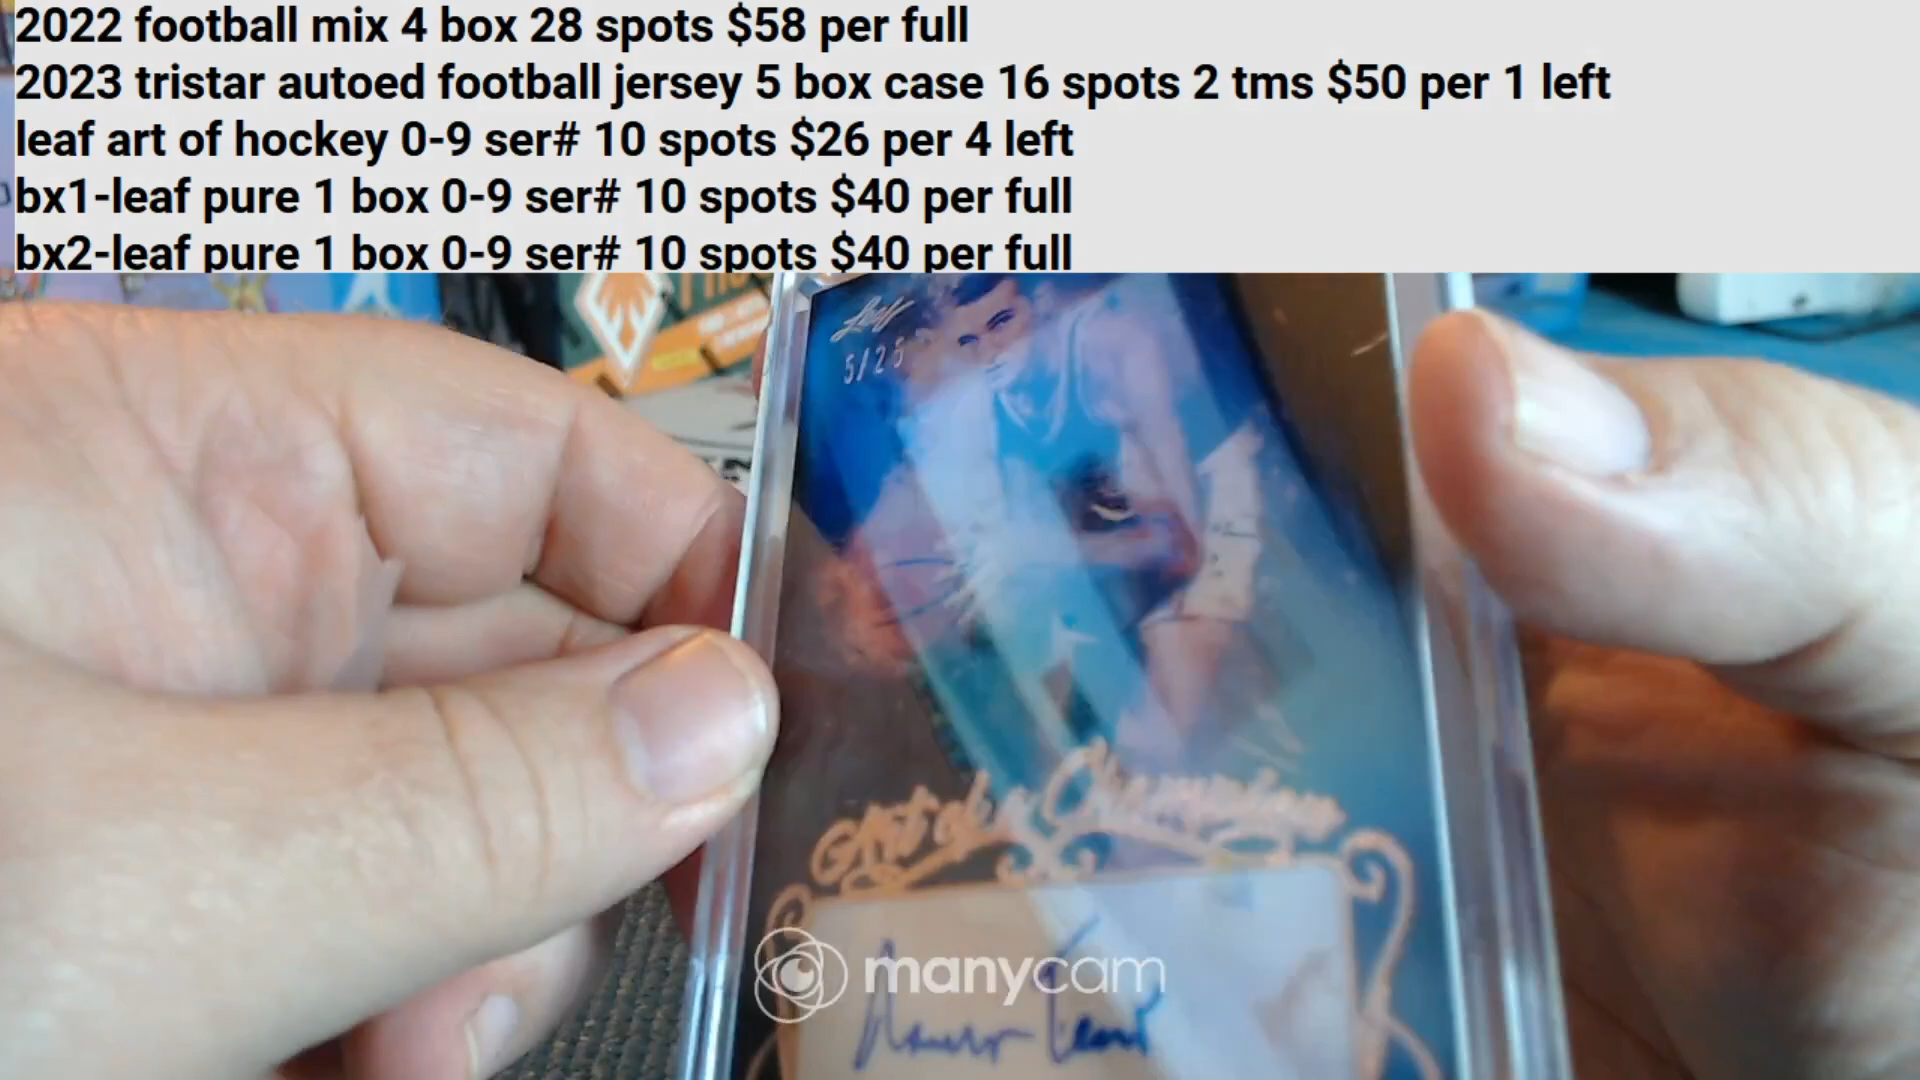 2022 football mix 4 box 28 spots $58 per full
2023 tristar autoed football jersey 5 box case 16 spots 2 tms $50 per 1 left
leaf art of hockey 0-9 ser# 10 spots $26 per 4 left
bx1-leaf pure 1 box 0-9 ser# 10 spots $40 per full
bx2-leaf pure 1 box 0-9 ser# 10 spots $40 per full
Leaf
5/25
manycam